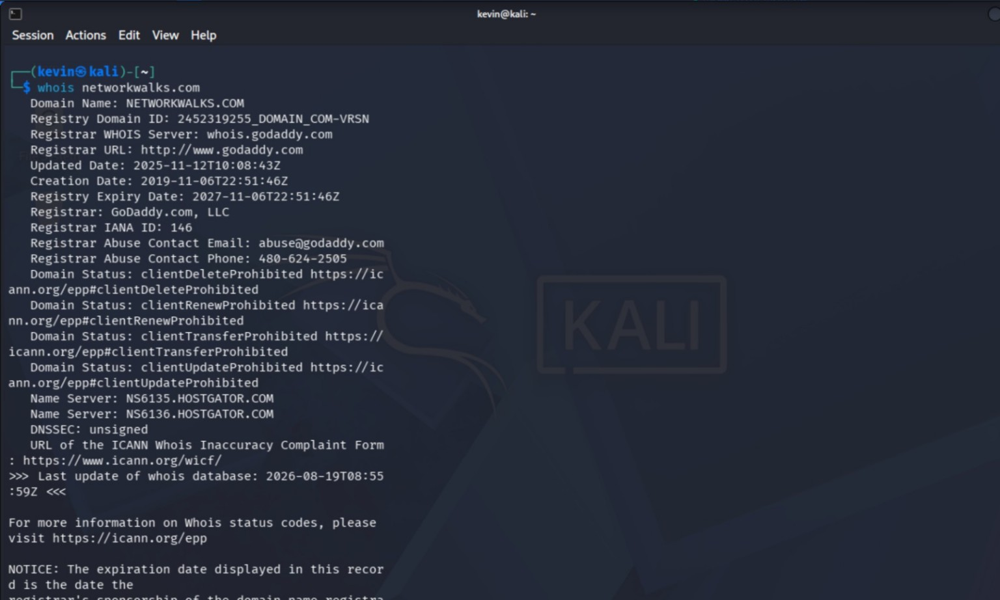 kevin@kali: ~
Session Actions Edit View Help
┌──(kevin㉿kali)-[~]
└─$ whois networkwalks.com
Domain Name: NETWORKWALKS.COM
Registry Domain ID: 2452319255_DOMAIN_COM-VRSN
Registrar WHOIS Server: whois.godaddy.com
Registrar URL: http://www.godaddy.com
Updated Date: 2025-11-12T10:08:43Z
Creation Date: 2019-11-06T22:51:46Z
Registry Expiry Date: 2027-11-06T22:51:46Z
Registrar: GoDaddy.com, LLC
Registrar IANA ID: 146
Registrar Abuse Contact Email: abuse@godaddy.com
Registrar Abuse Contact Phone: 480-624-2505
Domain Status: clientDeleteProhibited https://ic
ann.org/epp#clientDeleteProhibited
Domain Status: clientRenewProhibited https://ica
nn.org/epp#clientRenewProhibited
Domain Status: clientTransferProhibited https://
icann.org/epp#clientTransferProhibited
Domain Status: clientUpdateProhibited https://ic
ann.org/epp#clientUpdateProhibited
Name Server: NS6135.HOSTGATOR.COM
Name Server: NS6136.HOSTGATOR.COM
DNSSEC: unsigned
URL of the ICANN Whois Inaccuracy Complaint Form
: https://www.icann.org/wicf/
>>> Last update of whois database: 2026-08-19T08:55
:59Z <<<
For more information on Whois status codes, please
visit https://icann.org/epp
NOTICE: The expiration date displayed in this recor
d is the date the
registrar's sponsorship of the domain name registra
KALI